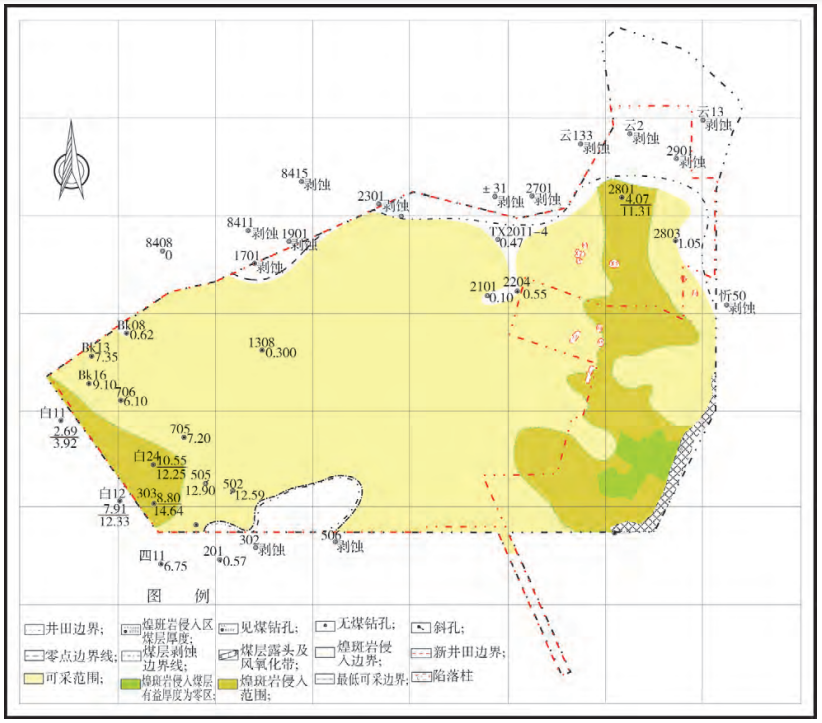 云133
剥蚀
云2
剥蚀
云13
剥蚀
2901
剥蚀
8415
剥蚀
2301
剥蚀
±31
剥蚀
2701
剥蚀
2801
4.07
11.31
8411
剥蚀
1901
剥蚀
TX2011-4
0.47
2803
1.05
8408
0
1701
剥蚀
2101
0.10
2204
0.55
忻50
剥蚀
Bk08
0.62
Bk13
7.35
1308
0.300
Bk16
9.10
706
6.10
白11
2.69
3.92
705
7.20
白24
10.55
12.25
505
12.90
502
12.59
白12
7.91
12.33
303
8.80
14.64
302
剥蚀
506
剥蚀
四11
6.75
201
0.57
图 例
井田边界;
煌斑岩侵入区
煤层厚度;
见煤钻孔;
无煤钻孔;
斜孔;
零点边界线;
煤层剥蚀
边界线;
煤层露头及
风氧化带;
煌斑岩侵
入边界;
新井田边界;
可采范围;
煌斑岩侵入煤层
有益厚度为零区;
煌斑岩侵入
范围;
最低可采边界;
陷落柱